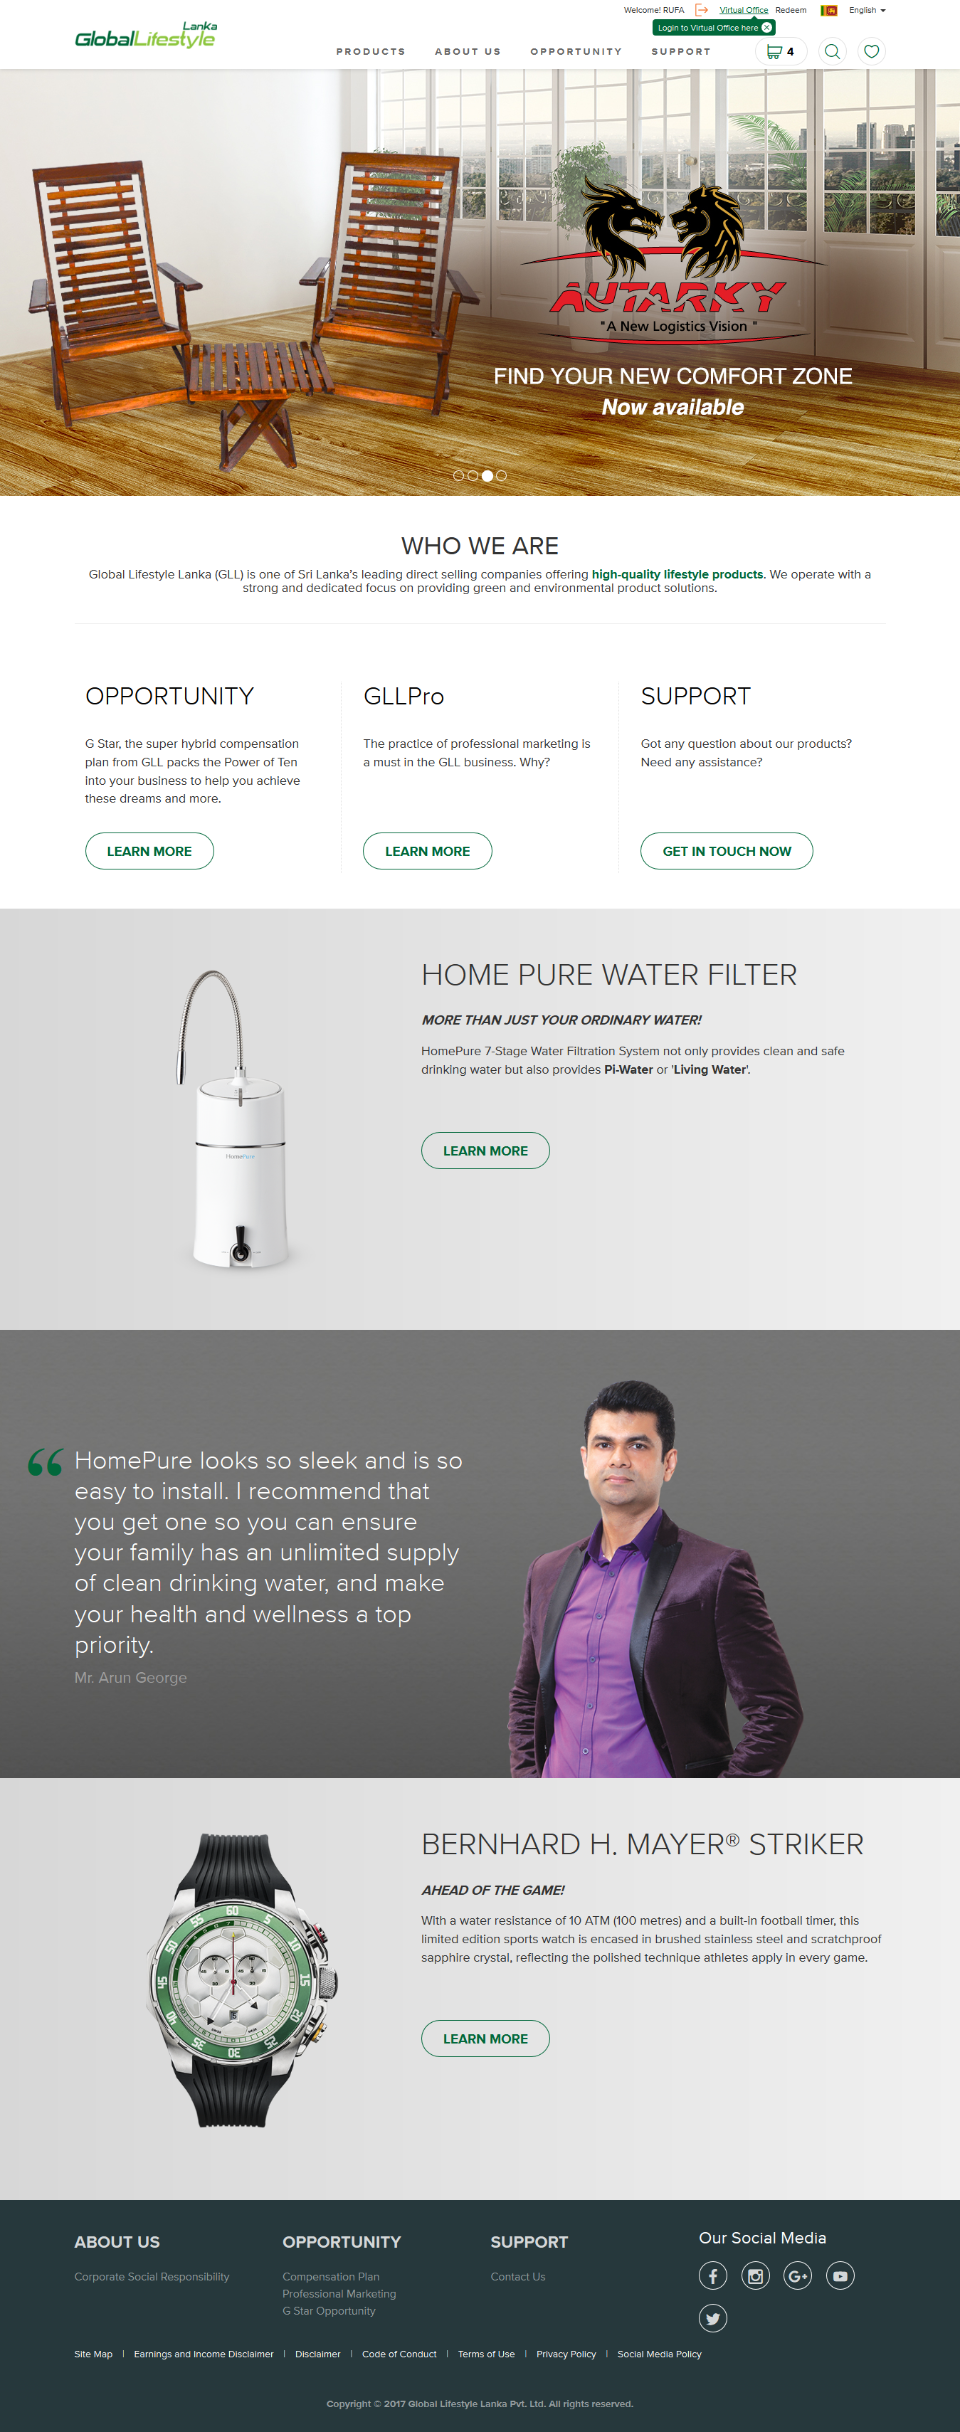 Welcome! RUFA
Virtual Office
Redeem
English
Login to Virtual Office here
Lanka
GlobalLifestyle
PRODUCTS
ABOUT US
OPPORTUNITY
SUPPORT
4
AUTARKY
"A New Logistics Vision "
FIND YOUR NEW COMFORT ZONE
Now available
WHO WE ARE
Global Lifestyle Lanka (GLL) is one of Sri Lanka's leading direct selling companies offering high-quality lifestyle products. We operate with a
strong and dedicated focus on providing green and environmental product solutions.
OPPORTUNITY
G Star, the super hybrid compensation
plan from GLL packs the Power of Ten
into your business to help you achieve
these dreams and more.
LEARN MORE
GLLPro
The practice of professional marketing is
a must in the GLL business. Why?
LEARN MORE
SUPPORT
Got any question about our products?
Need any assistance?
GET IN TOUCH NOW
HOME PURE WATER FILTER
MORE THAN JUST YOUR ORDINARY WATER!
HomePure 7-Stage Water Filtration System not only provides clean and safe
drinking water but also provides Pi-Water or 'Living Water'.
LEARN MORE
HomePure
“ HomePure looks so sleek and is so
easy to install. I recommend that
you get one so you can ensure
your family has an unlimited supply
of clean drinking water, and make
your health and wellness a top
priority.
Mr. Arun George
BERNHARD H. MAYER® STRIKER
AHEAD OF THE GAME!
With a water resistance of 10 ATM (100 metres) and a built-in football timer, this
limited edition sports watch is encased in brushed stainless steel and scratchproof
sapphire crystal, reflecting the polished technique athletes apply in every game.
LEARN MORE
60
5
10
15
20
25
30
35
40
45
50
55
ABOUT US
Corporate Social Responsibility
OPPORTUNITY
Compensation Plan
Professional Marketing
G Star Opportunity
SUPPORT
Contact Us
Our Social Media
Site Map | Earnings and Income Disclaimer | Disclaimer | Code of Conduct | Terms of Use | Privacy Policy | Social Media Policy
Copyright © 2017 Global Lifestyle Lanka Pvt. Ltd. All rights reserved.